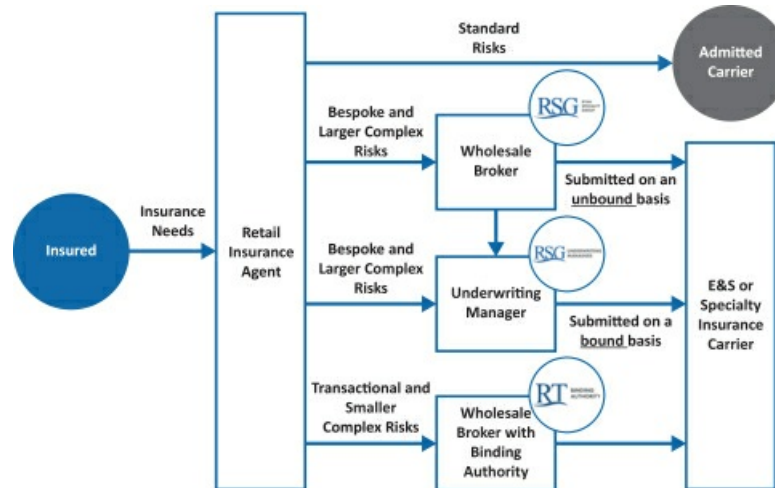 Standard
Risks
Admitted
Carrier
RSG
Bespoke and
Larger Complex
Risks
Wholesale
Broker
Submitted on an
unbound basis
Insured
Insurance
Needs
Retail
Insurance
Agent
RSG
Bespoke and
Larger Complex
Risks
Underwriting
Manager
Submitted on a
bound basis
E&S or
Specialty
Insurance
Carrier
RT BINDING
AUTHORITY
Transactional and
Smaller
Complex Risks
Wholesale
Broker with
Binding
Authority